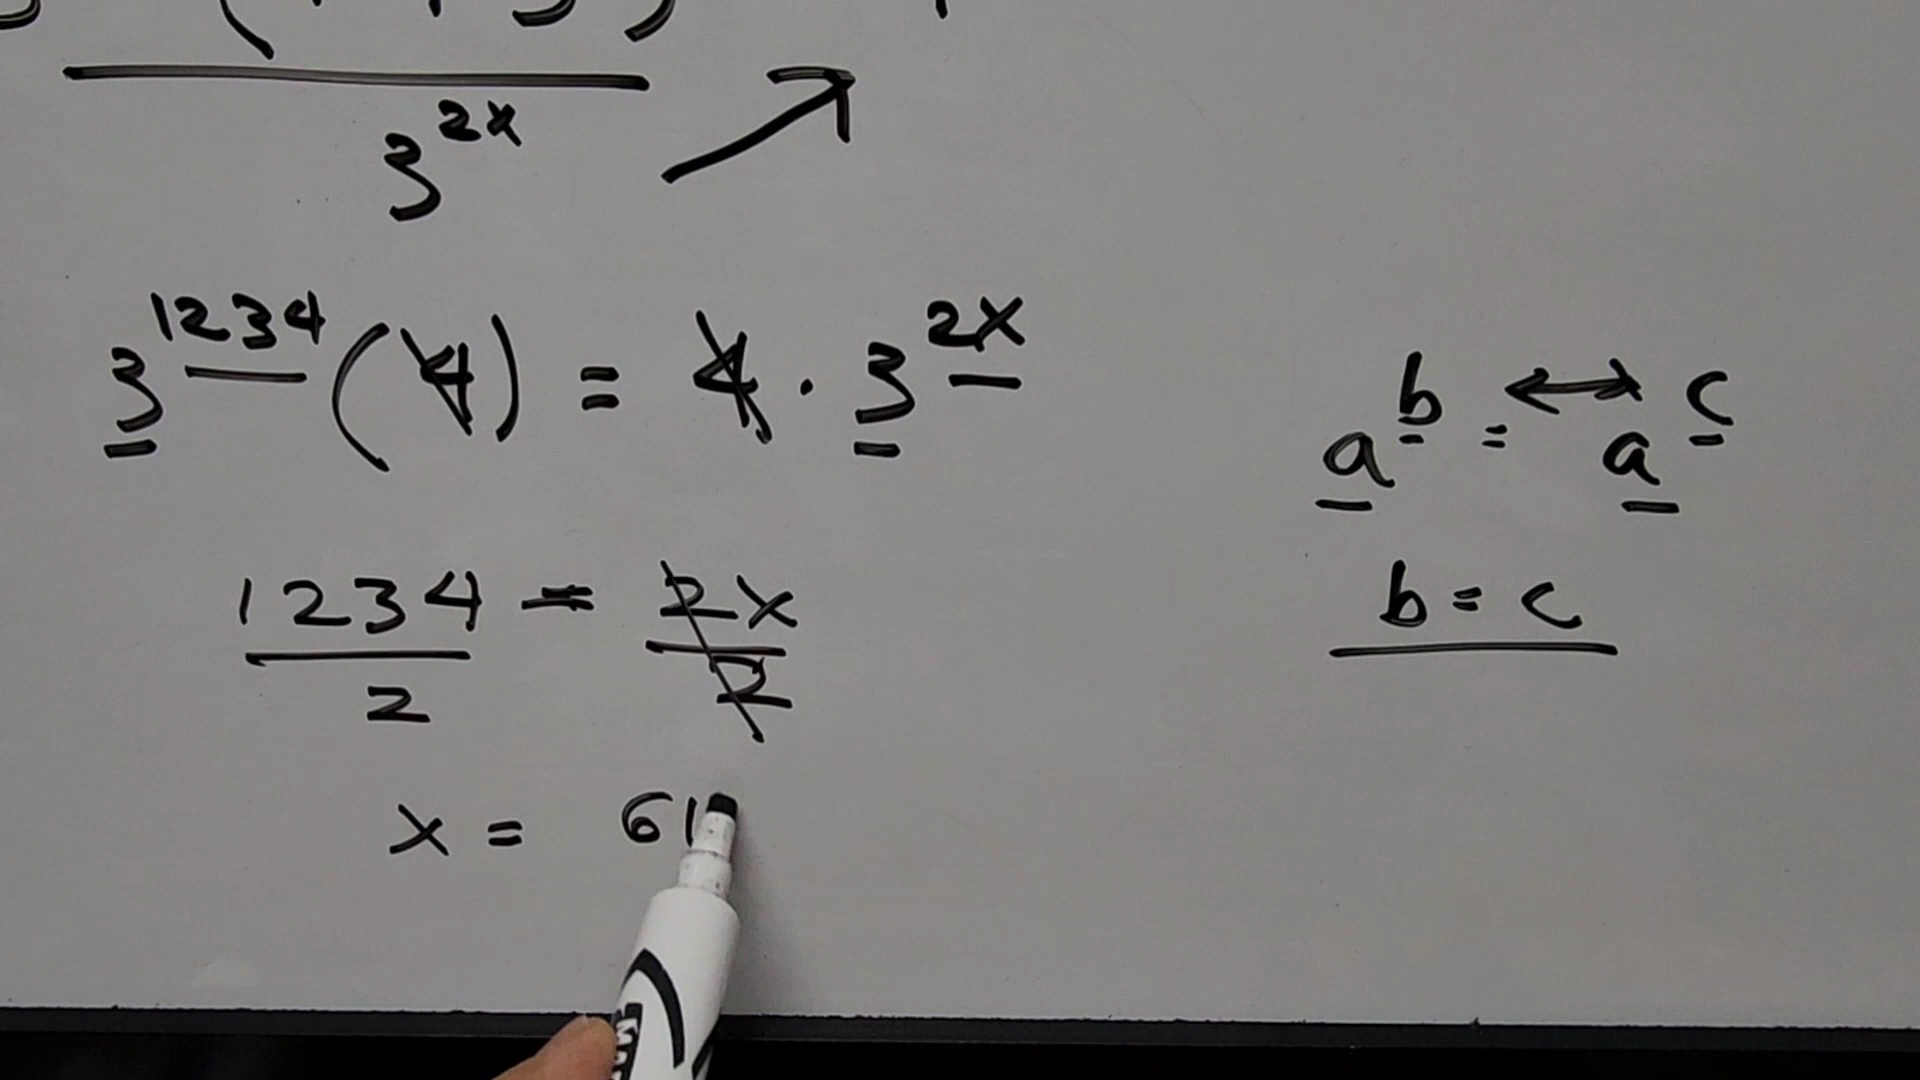 3^2x
3^1234 (4) = 4 · 3^2x
a^b = a^c
1234 = 2x
2 2
b = c
x = 61